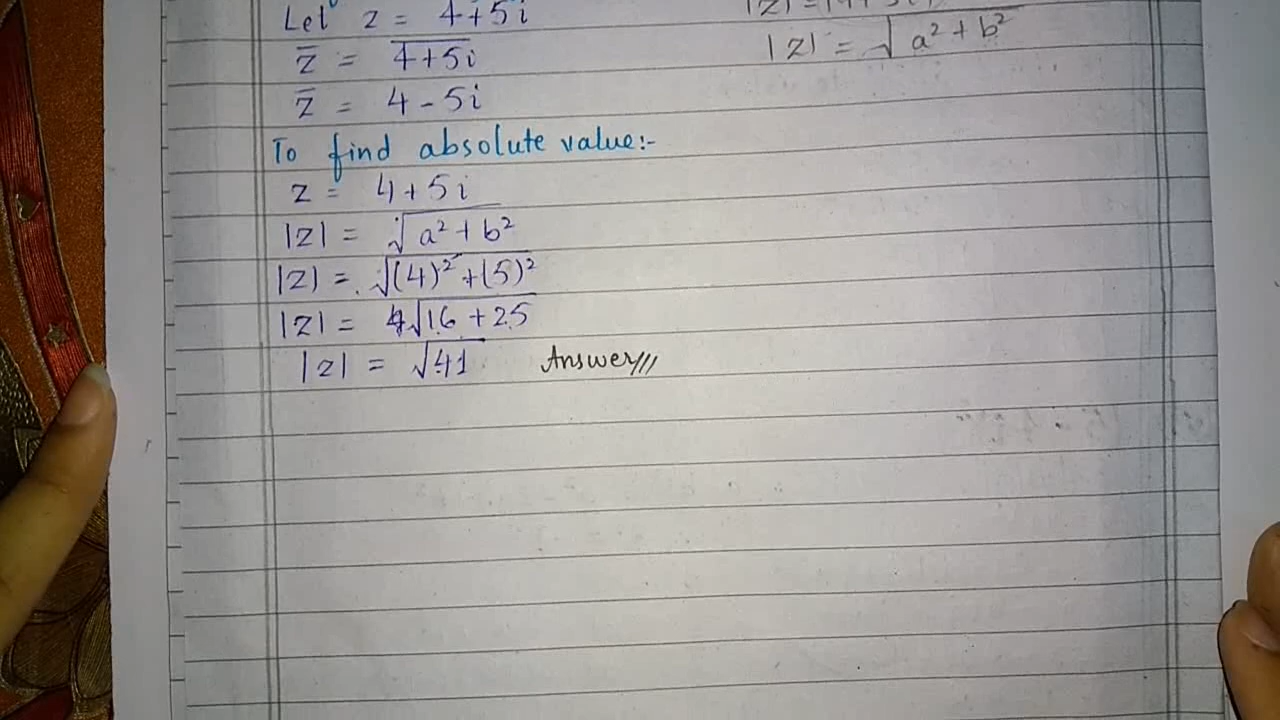 Let z = 4+5i
z̅ = 4+5i
z̅ = 4-5i
To find absolute value:-
z = 4+5i
|z| = √a²+b²
|z| = √(4)²+(5)²
|z| = √16+25
|z| = √41 Answer///
|z| = √a²+b²